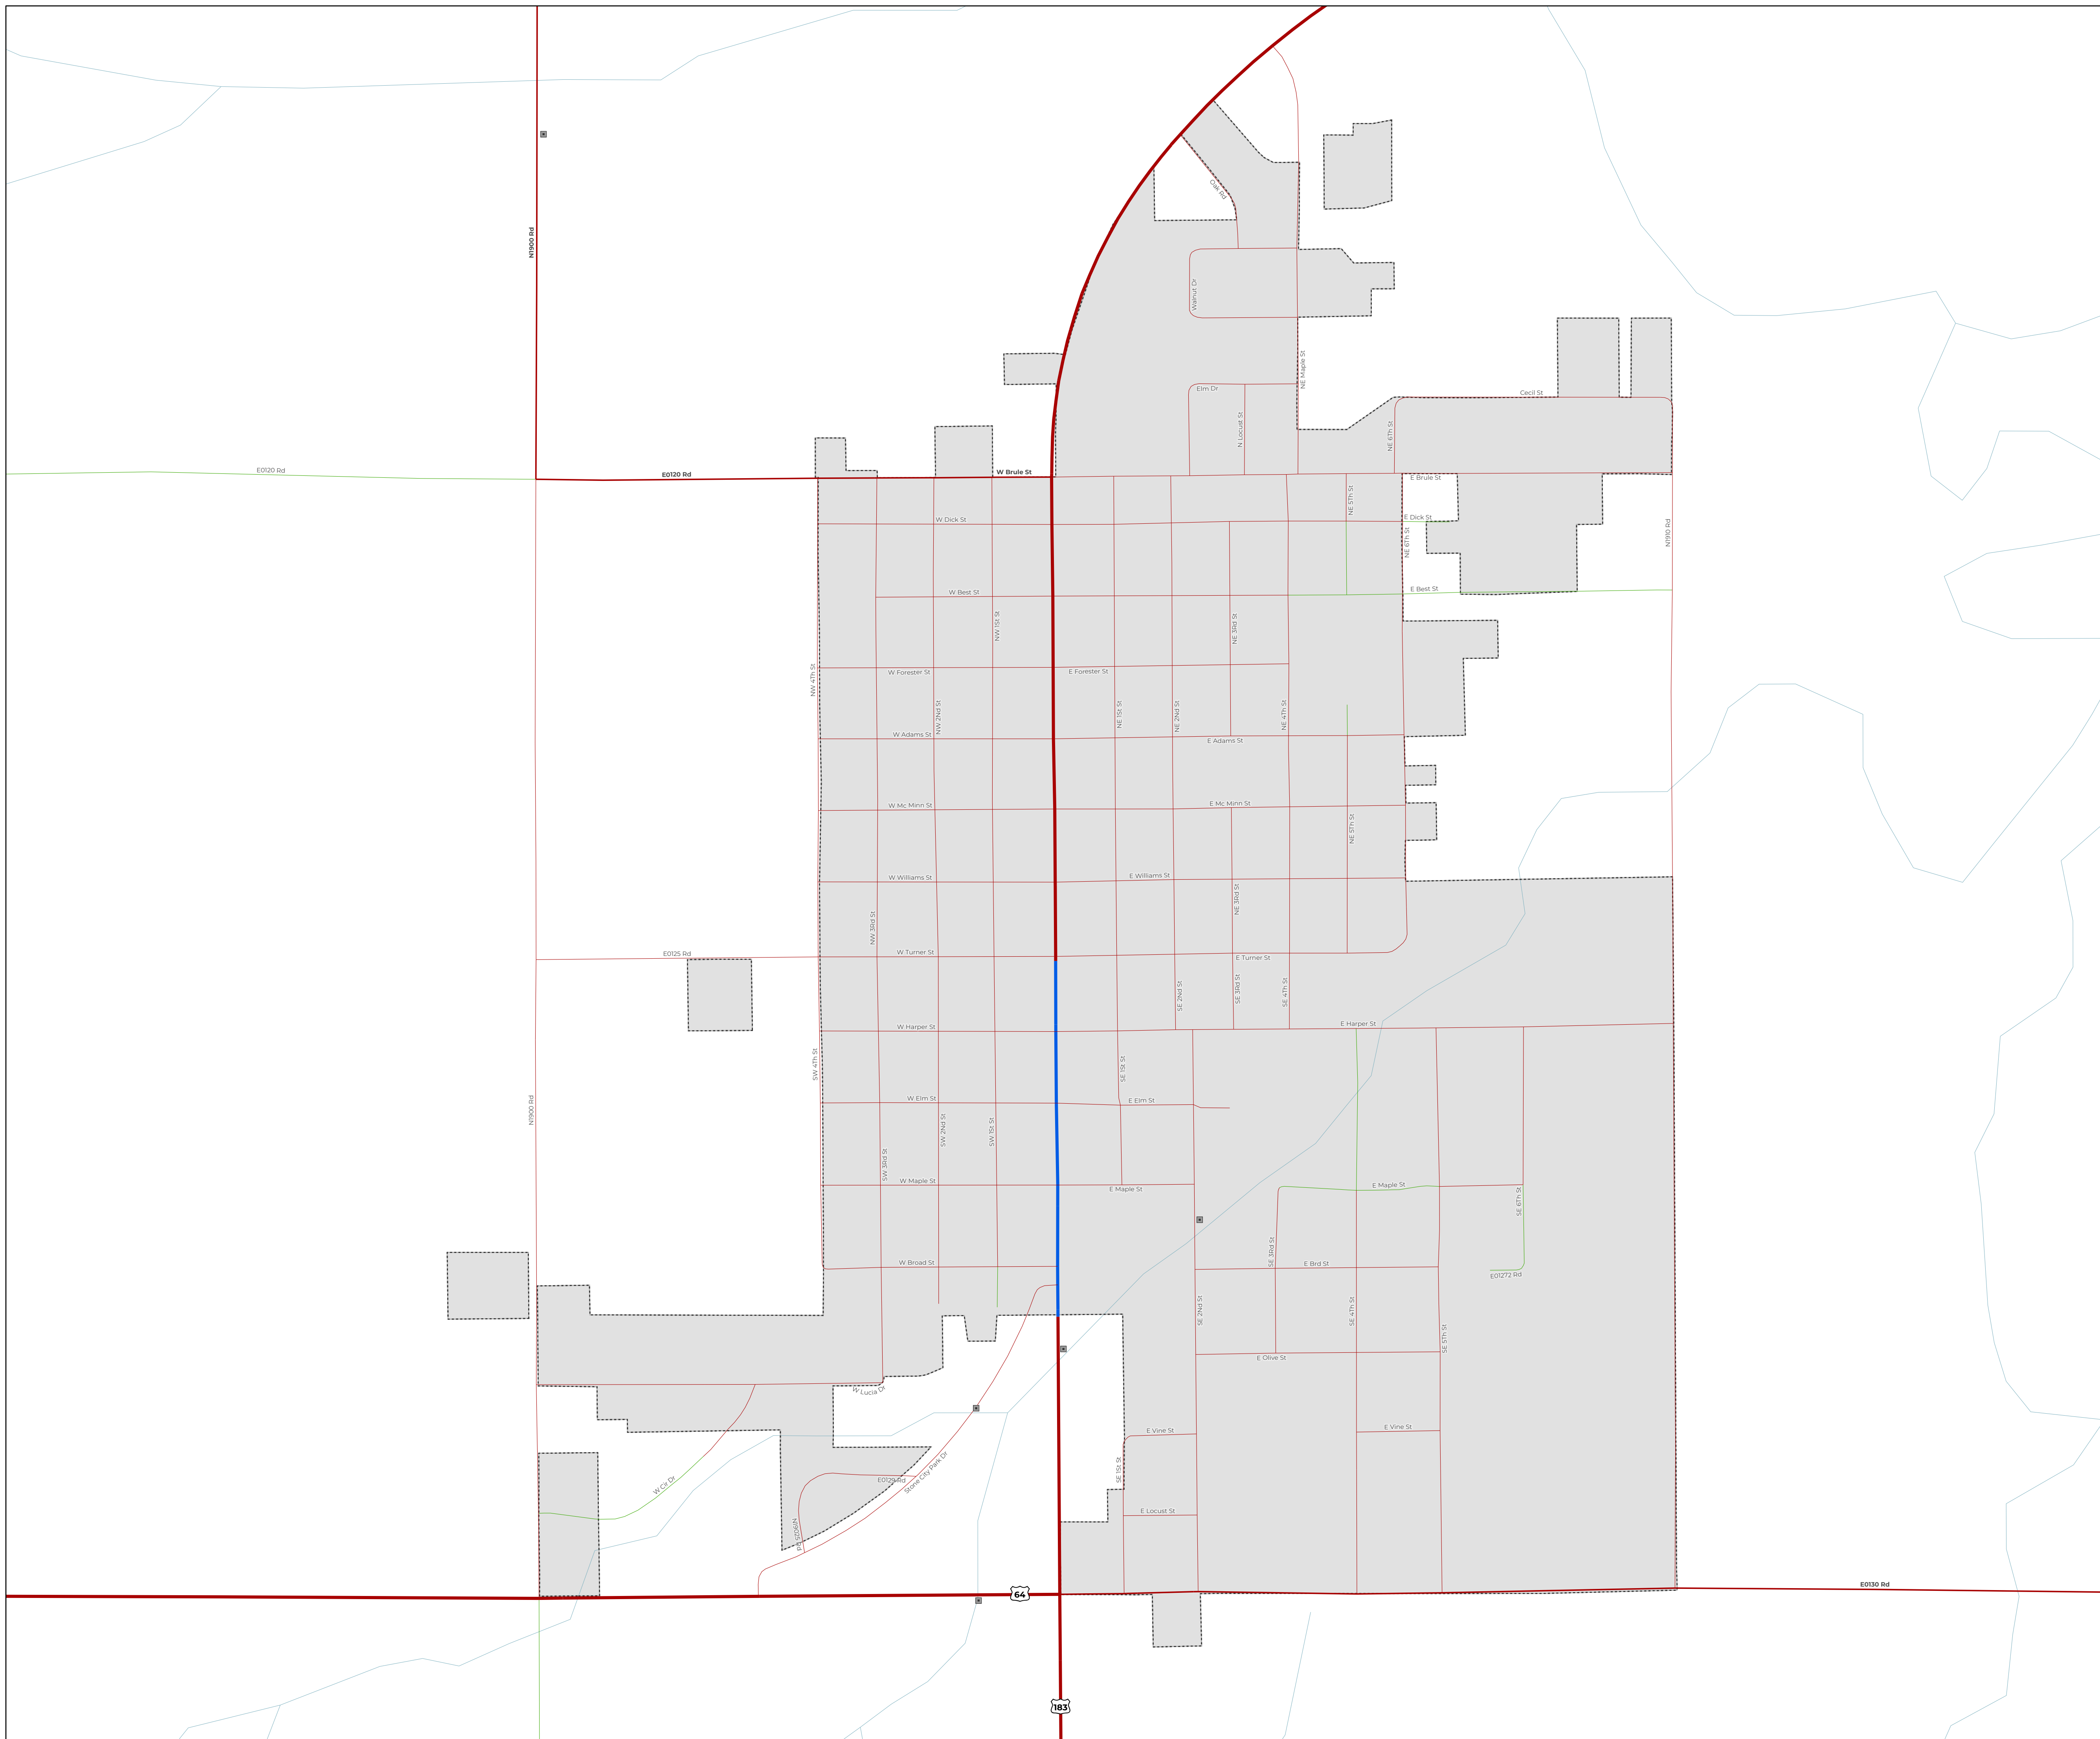 N1900 Rd
Oak Rd
Walnut Dr
NE Maple St
Elm Dr
N Locust St
Cecil St
NE 6Th St
E0120 Rd
E0120 Rd
W Brule St
E Brule St
NE 5Th St
W Dick St
E Dick St
NE 6Th St
N1910 Rd
W Best St
E Best St
NW 1St St
NE 3Rd St
NW 4Th St
W Forester St
E Forester St
NW 2Nd St
NE 1St St
NE 2Nd St
NE 4Th St
W Adams St
E Adams St
W Mc Minn St
E Mc Minn St
NE 5Th St
W Williams St
E Williams St
NE 3Rd St
NW 3Rd St
W Turner St
E0125 Rd
E Turner St
SE 2Nd St
SE 3Rd St
SE 4Th St
W Harper St
E Harper St
SW 4Th St
SE 1St St
N1900 Rd
W Elm St
E Elm St
SW 2Nd St
SW 1St St
SW 3Rd St
W Maple St
E Maple St
E Maple St
SE 6Th St
SE 3Rd St
W Broad St
E Brd St
E01272 Rd
SE 2Nd St
SE 4Th St
SE 5Th St
E Olive St
W Lucia Dr
E Vine St
E Vine St
SE 1St St
Stone City Park Dr
E0129 Rd
W Cir Dr
E Locust St
N19025 Rd
64
E0130 Rd
183